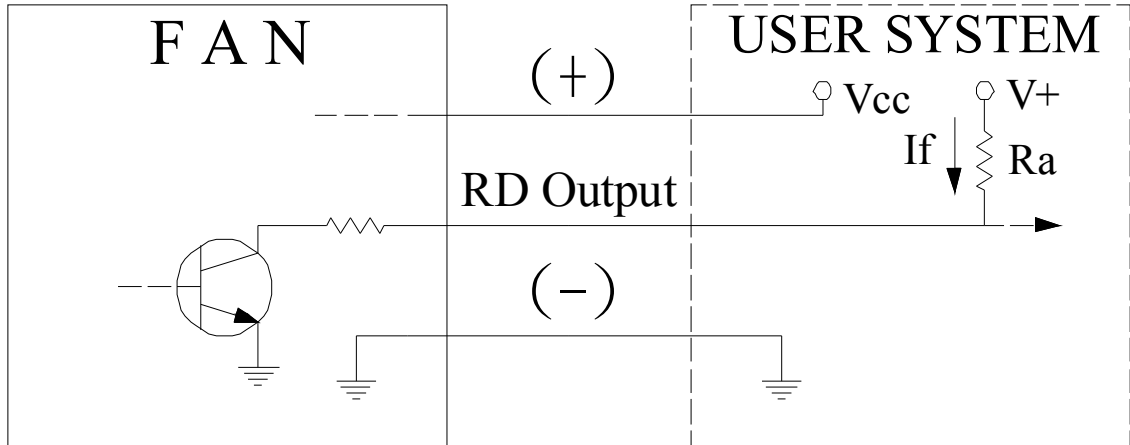 F A N
USER SYSTEM
(+)
Vcc
V+
If
Ra
RD Output
(-)